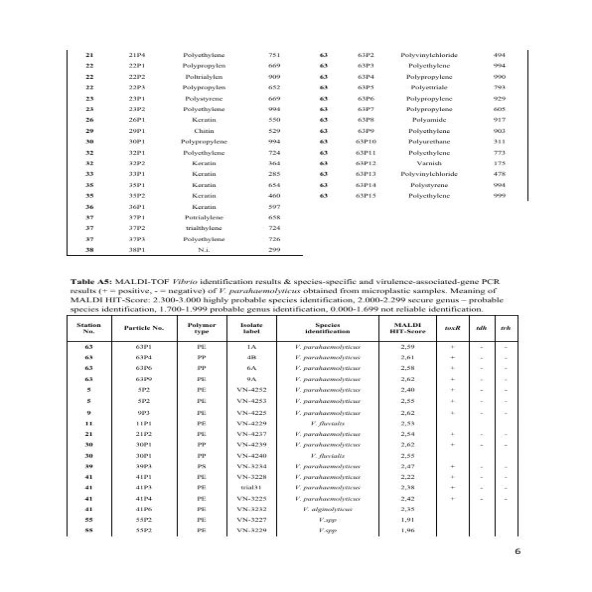 21 21P4 Polyethylene 751 63 63P2 Polyvinylchloride 494
22 22P1 Polypropylen 669 63 63P3 Polyethylene 994
22 22P2 Poltrialylen 909 63 63P4 Polypropylene 990
22 22P3 Polypropylen 652 63 63P5 Polyettriale 793
23 23P1 Polystyrene 669 63 63P6 Polypropylene 929
23 23P2 Polyethylene 994 63 63P7 Polypropylene 605
26 26P1 Keratin 550 63 63P8 Polyamide 917
29 29P1 Chitin 529 63 63P9 Polyethylene 903
30 30P1 Polypropylene 994 63 63P10 Polyurethane 311
32 32P1 Polyethylene 724 63 63P11 Polyethylene 773
32 32P2 Keratin 364 63 63P12 Varnish 175
33 33P1 Keratin 285 63 63P13 Polyvinylchloride 478
35 35P1 Keratin 654 63 63P14 Polystyrene 994
35 35P2 Keratin 460 63 63P15 Polyethylene 999
36 36P1 Keratin 597
37 37P1 Putrialylene 658
37 37P2 trialthylene 724
37 37P3 Polyethylene 726
38 38P1 N.i. 299
Table A5: MALDI-TOF Vibrio identification results & species-specific and virulence-associated-gene PCR
results (+ = positive, - = negative) of V. parahaemolyticus obtained from microplastic samples. Meaning of
MALDI HIT-Score: 2.300-3.000 highly probable species identification, 2.000-2.299 secure genus – probable
species identification, 1.700-1.999 probable genus identification, 0.000-1.699 not reliable identification.
Station No. Particle No. Polymer type Isolate label Species identification MALDI HIT-Score toxR tdh trh
63 63P1 PE 1A V. parahaemolyticus 2,59 + - -
63 63P4 PP 4B V. parahaemolyticus 2,61 + - -
63 63P6 PP 6A V. parahaemolyticus 2,58 + - -
63 63P9 PE 9A V. parahaemolyticus 2,62 + - -
5 5P2 PE VN-4252 V. parahaemolyticus 2,40 + - -
5 5P2 PE VN-4253 V. parahaemolyticus 2,55 + - -
9 9P3 PE VN-4225 V. parahaemolyticus 2,62 + - -
11 11P1 PE VN-4229 V. fluvialis 2,53
21 21P2 PE VN-4237 V. parahaemolyticus 2,54 + - -
30 30P1 PP VN-4239 V. parahaemolyticus 2,62 + - -
30 30P1 PP VN-4240 V. fluvialis 2,55
39 39P3 PS VN-3234 V. parahaemolyticus 2,47 + - -
41 41P1 PE VN-3228 V. parahaemolyticus 2,22 + - -
41 41P3 PE trial31 V. parahaemolyticus 2,38 + - -
41 41P4 PE VN-3225 V. parahaemolyticus 2,42 + - -
41 41P6 PE VN-3232 V. alginolyticus 2,35
55 55P2 PE VN-3227 V.spp 1,91
55 55P2 PE VN-3229 V.spp 1,96
6